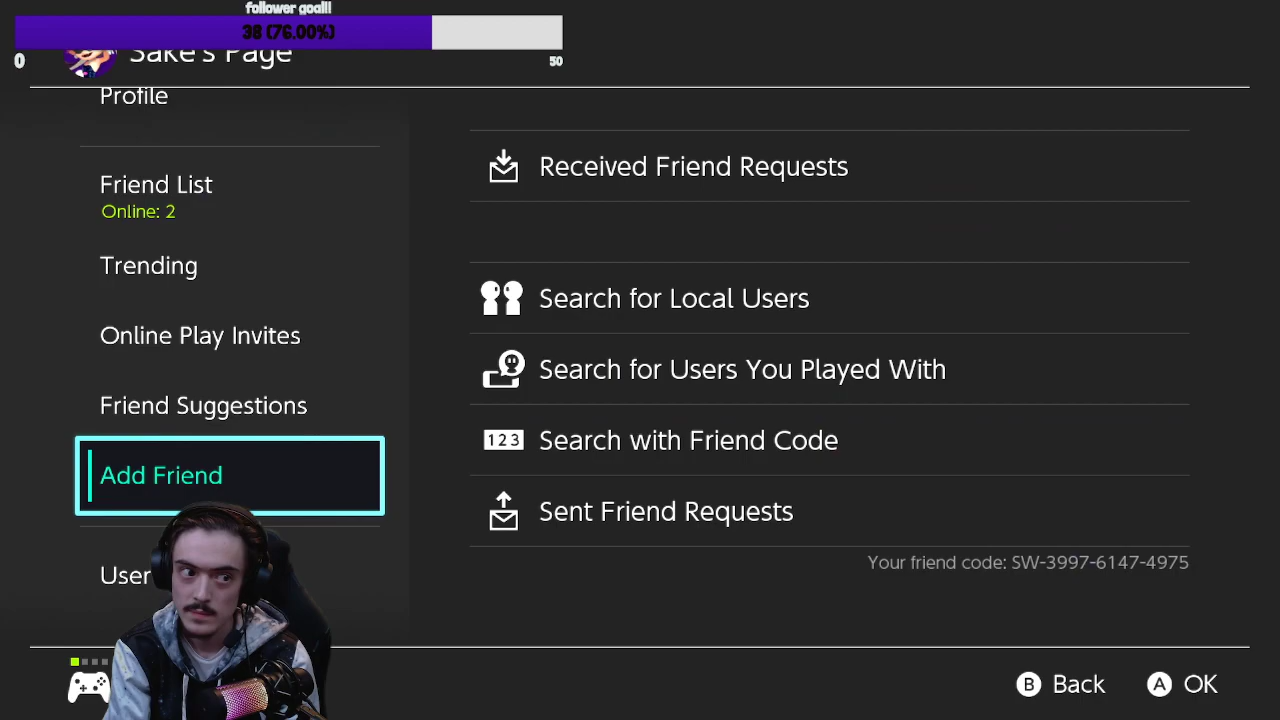 follower goal!!
38 (76.00%)
0
50
Sake's Page
Profile
Friend List
Online: 2
Trending
Online Play Invites
Friend Suggestions
Add Friend
User
Received Friend Requests
Search for Local Users
Search for Users You Played With
123 Search with Friend Code
Sent Friend Requests
Your friend code: SW-3997-6147-4975
B Back
A OK